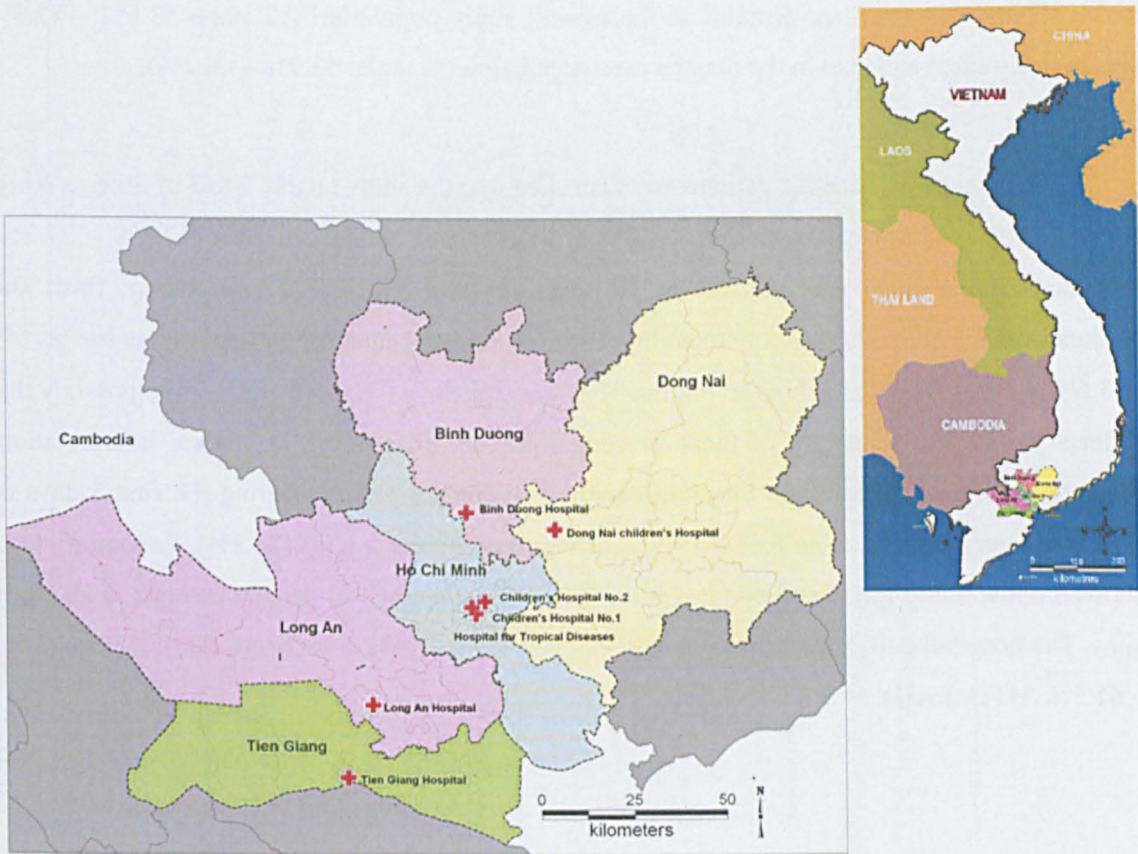 CHINA
VIETNAM
LAOS
THAILAND
CAMBODIA
kilometres
Dong Nai
Binh Duong
Cambodia
Binh Duong Hospital
Dong Nai children's Hospital
Ho Chi Minh
Children's Hospital No.2
Children's Hospital No.1
Hospital for Tropical Diseases
Long An
Long An Hospital
Tien Giang
Tien Giang Hospital
0 25 50
kilometers
N